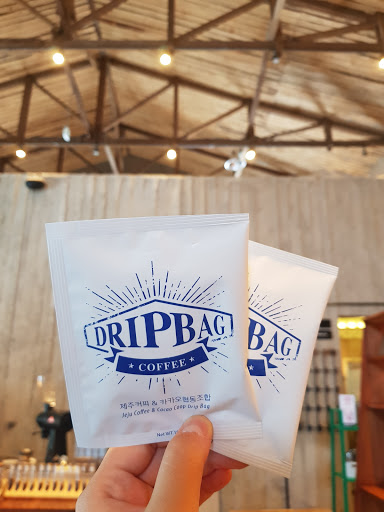 DRIPBAG
★ COFFEE ★
제주커피 & 카카오협동조합
Jeju Coffee & Cacao Coop Drip Bag
Net
BAG